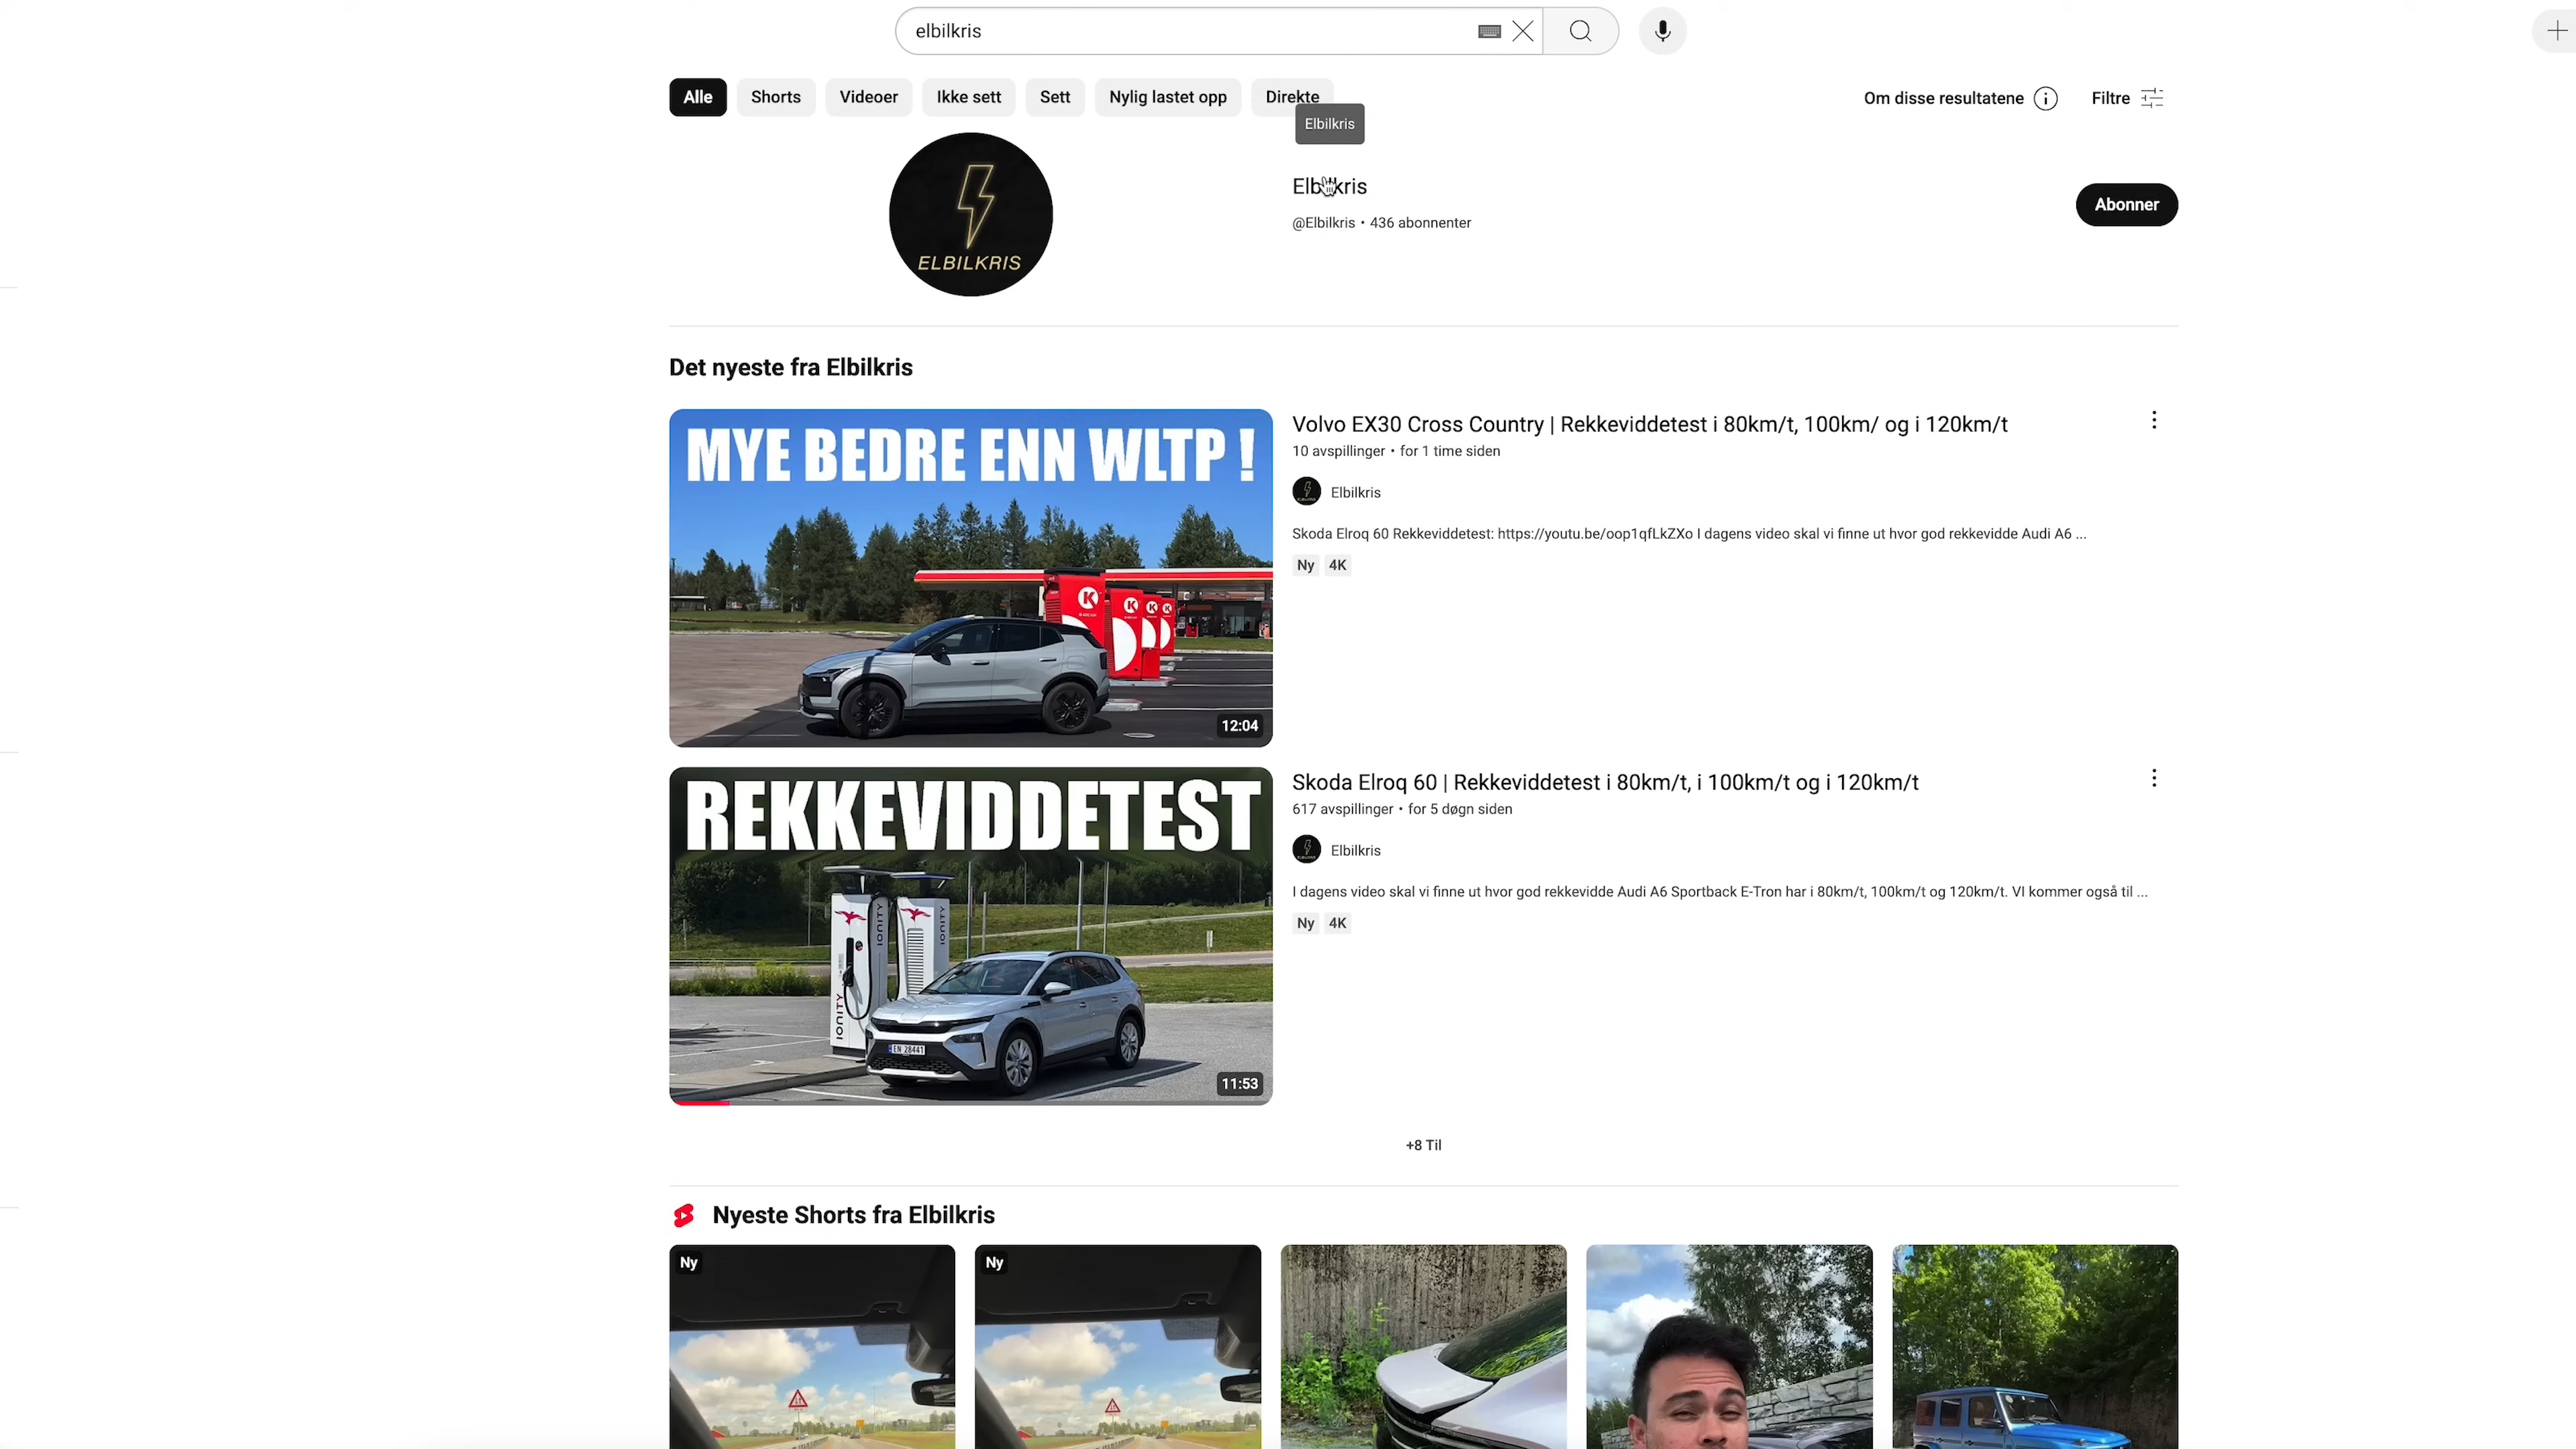 elbilkris
Alle
Shorts
Videoer
Ikke sett
Sett
Nylig lastet opp
Direkte
Om disse resultatene
Filtre
Elbilkris
ELBILKRIS
Elbilkris
@Elbilkris • 436 abonnenter
Abonner
Det nyeste fra Elbilkris
MYE BEDRE ENN WLTP !
K
K
K
K
12:04
Volvo EX30 Cross Country | Rekkeviddetest i 80km/t, 100km/ og i 120km/t
10 avspillinger • for 1 time siden
Elbilkris
Skoda Elroq 60 Rekkeviddetest: https://youtu.be/oop1qfLkZXo I dagens video skal vi finne ut hvor god rekkevidde Audi A6 ...
Ny 4K
REKKEVIDDETEST
IONITY
IONITY
IONITY
EN 28441
11:53
Skoda Elroq 60 | Rekkeviddetest i 80km/t, i 100km/t og i 120km/t
617 avspillinger • for 5 døgn siden
Elbilkris
I dagens video skal vi finne ut hvor god rekkevidde Audi A6 Sportback E-Tron har i 80km/t, 100km/t og 120km/t. VI kommer også til ...
Ny 4K
+8 Til
Nyeste Shorts fra Elbilkris
Ny
Ny